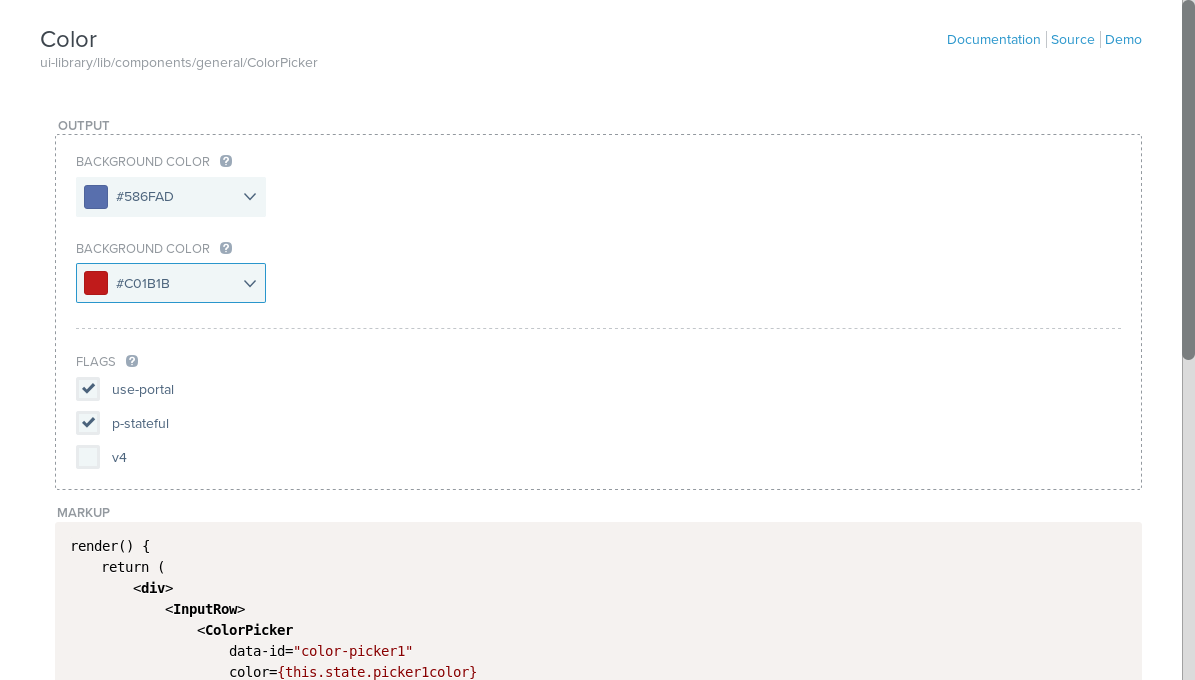 Color
Documentation Source Demo
ui-library/lib/components/general/ColorPicker
OUTPUT
BACKGROUND COLOR ?
#586FAD
BACKGROUND COLOR ?
#C01B1B
FLAGS ?
use-portal
p-stateful
v4
MARKUP
render() {
    return (
        <div>
            <InputRow>
                <ColorPicker
                    data-id="color-picker1"
                    color={this.state.picker1color}